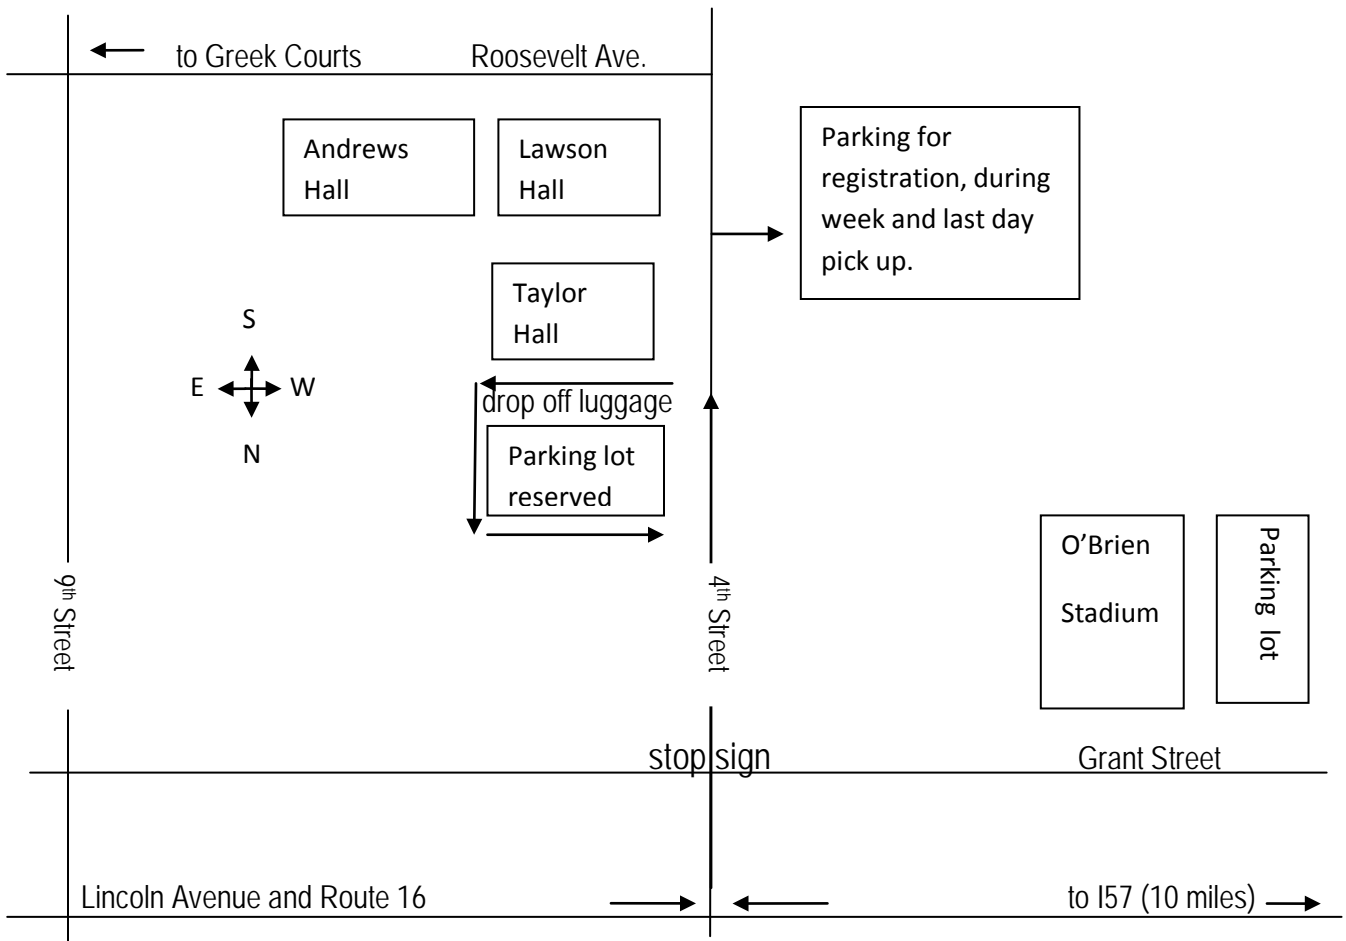 to Greek Courts
Roosevelt Ave.
Andrews
Hall
Lawson
Hall
Parking for
registration, during
week and last day
pick up.
Taylor
Hall
S
E
W
N
drop off luggage
Parking lot
reserved
O’Brien
Stadium
Parking lot
9th Street
4th Street
stop sign
Grant Street
Lincoln Avenue and Route 16
to I57 (10 miles)